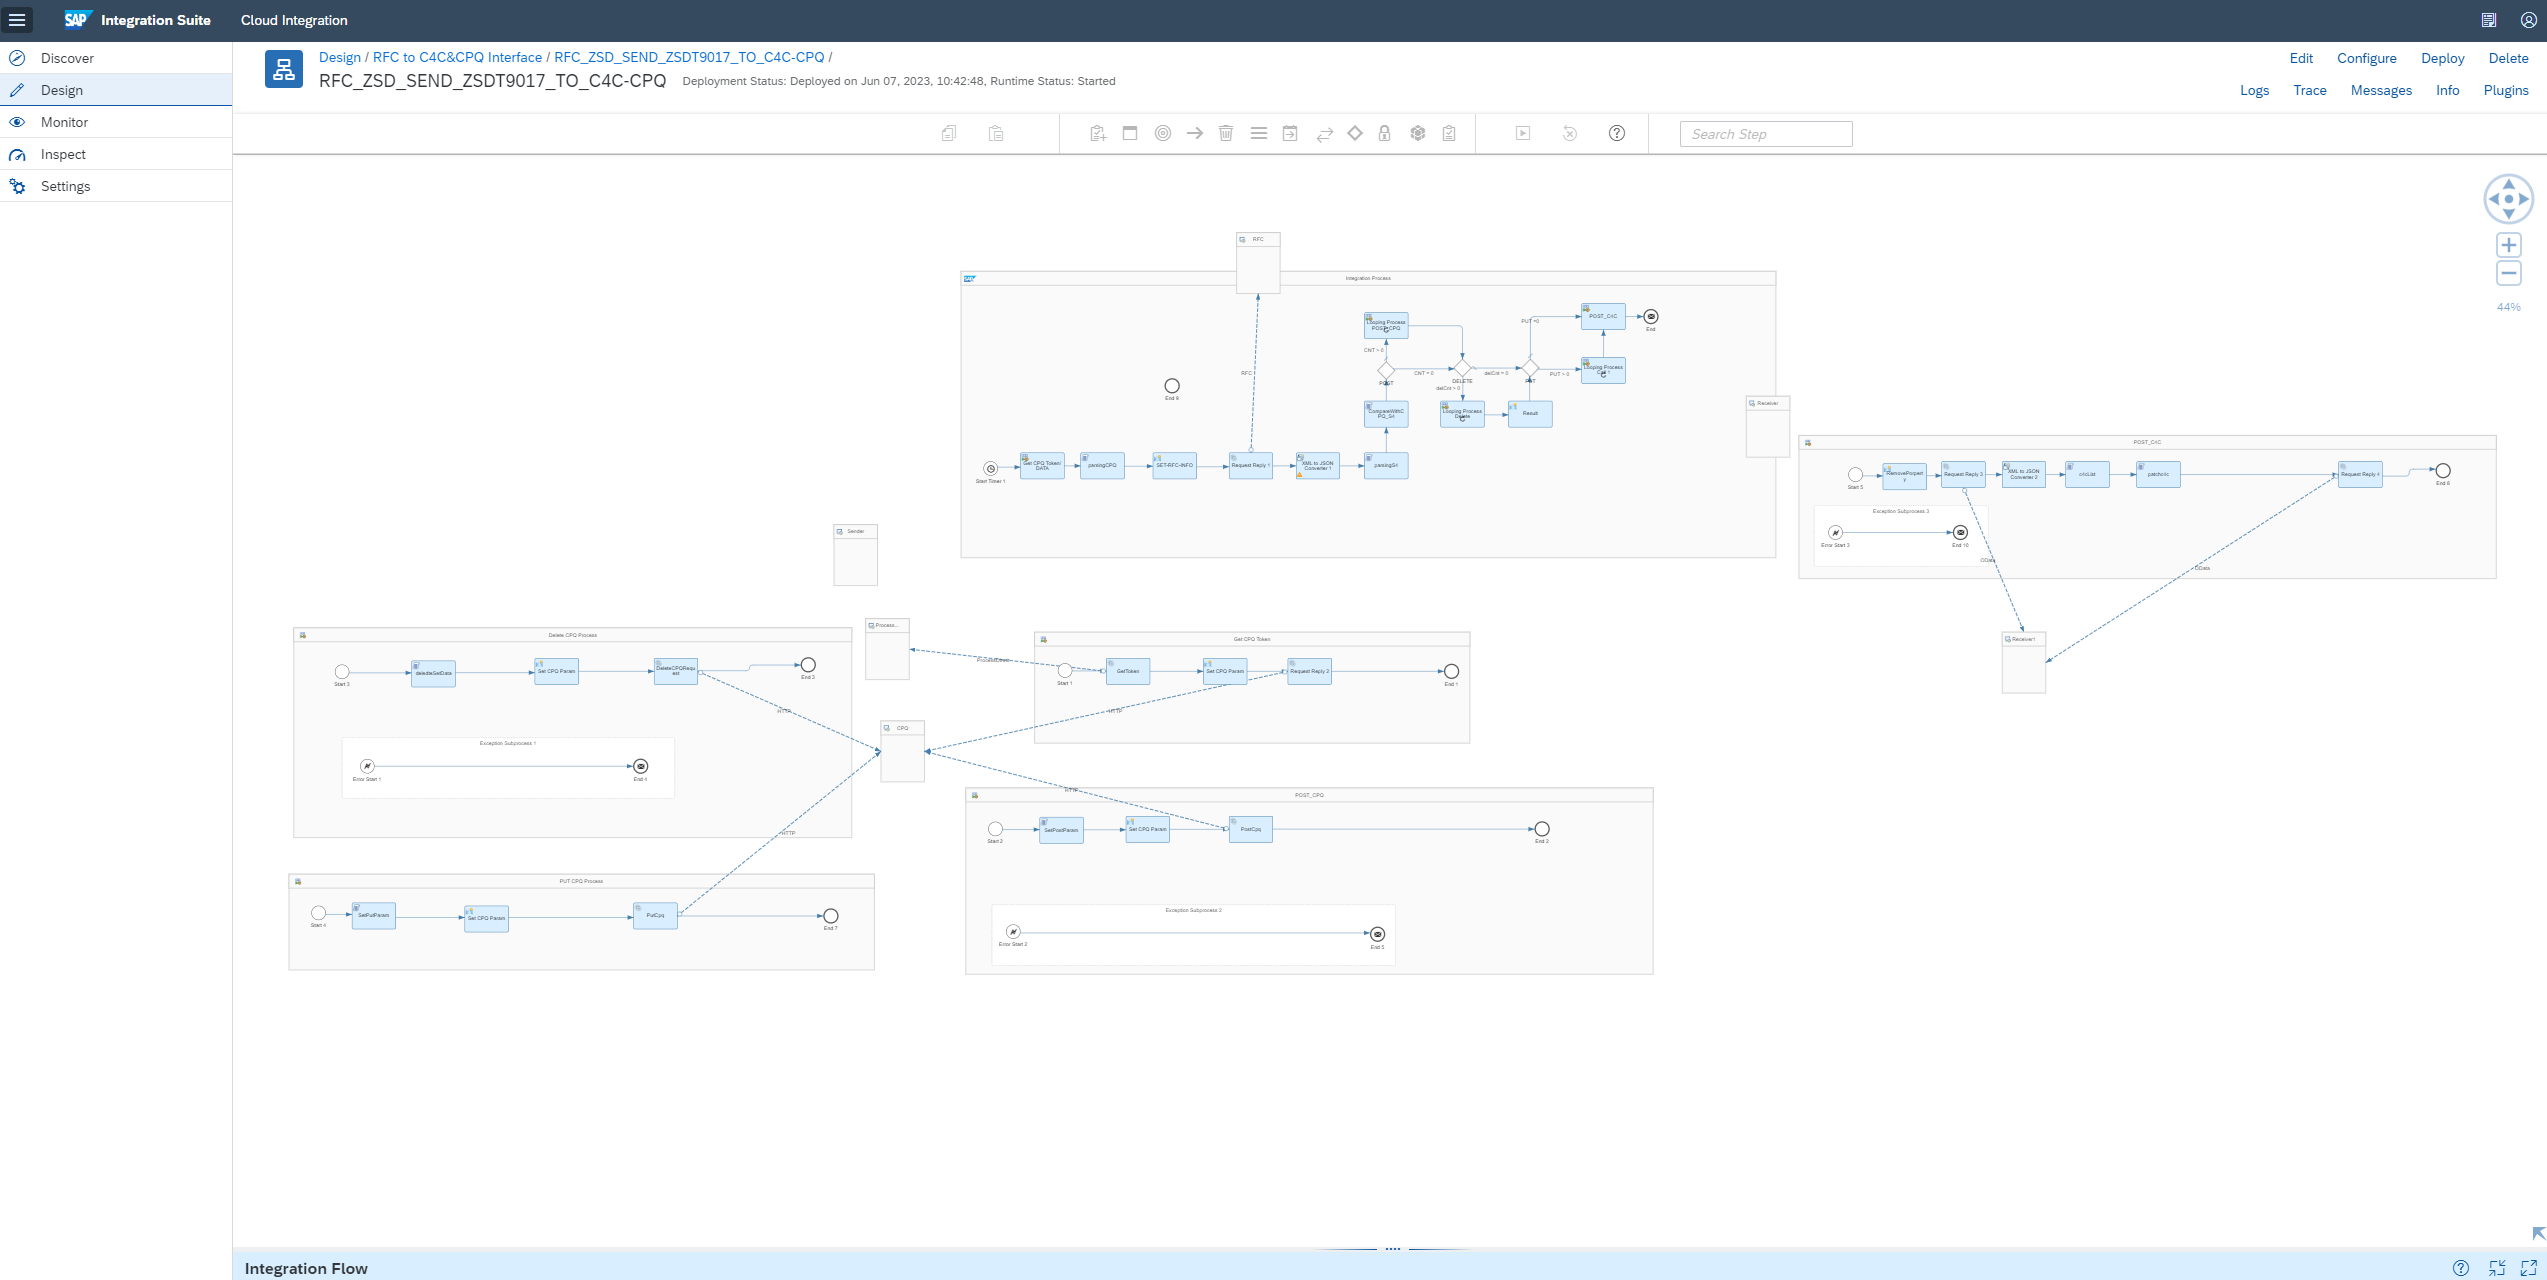 SAP Integration Suite Cloud Integration
Discover
Design
Monitor
Inspect
Settings
Design / RFC to C4C&CPQ Interface / RFC_ZSD_SEND_ZSDT9017_TO_C4C-CPQ /
RFC_ZSD_SEND_ZSDT9017_TO_C4C-CPQ Deployment Status: Deployed on Jun 07, 2023, 10:42:48, Runtime Status: Started
Edit Configure Deploy Delete
Logs Trace Messages Info Plugins
Search Step
44%
RFC
Integration Process
Looping Process
POST_CPQ
PUT =0
POST_C4C
End
CNT > 0
POST
CNT = 0
DELETE
delCnt > 0
delCnt = 0
PUT > 0
Looping Process
RFC
End 9
CompareWithC
PQ_S4
Looping Process
Delete
Result
Start Timer 1
Get CPQ Token/
DATA
parsingCPQ
SET-RFC-INFO
Request Reply 1
XML to JSON
Converter 1
parsingS4
Receiver
POST_C4C
Start 5
RemovePorpert
y
Request Reply 3
XML to JSON
Converter 2
c4cList
patchc4c
Request Reply 4
End 6
Exception Subprocess 3
Error Start 3
End 10
OData
OData
Receiver1
Sender
Delete CPQ Process
Start 3
Set CPQ Param
DeleteCPQRequ
est
End 3
HTTP
Exception Subprocess 1
Error Start 1
End 4
Process...
ProcessDirect
Get CPQ Token
Start 1
GetToken
Set CPQ Param
Request Reply 2
End 1
HTTP
CPQ
HTTP
HTTP
POST_CPQ
Start 2
SetPostParam
Set CPQ Param
PostCpq
End 2
Exception Subprocess 2
Error Start 2
End 5
PUT CPQ Process
Start 4
SetPutParam
Set CPQ Param
PutCpq
End 7
Integration Flow